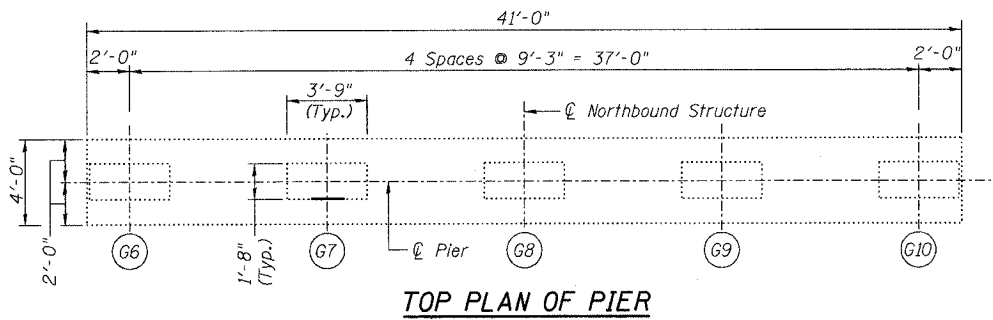 41'-0"
2'-0"
4 Spaces @ 9'-3" = 37'-0"
2'-0"
3'-9"
(Typ.)
℄ Northbound Structure
4'-0"
2'-0"
1'-8"
(Typ.)
℄ Pier
G6
G7
G8
G9
G10
TOP PLAN OF PIER